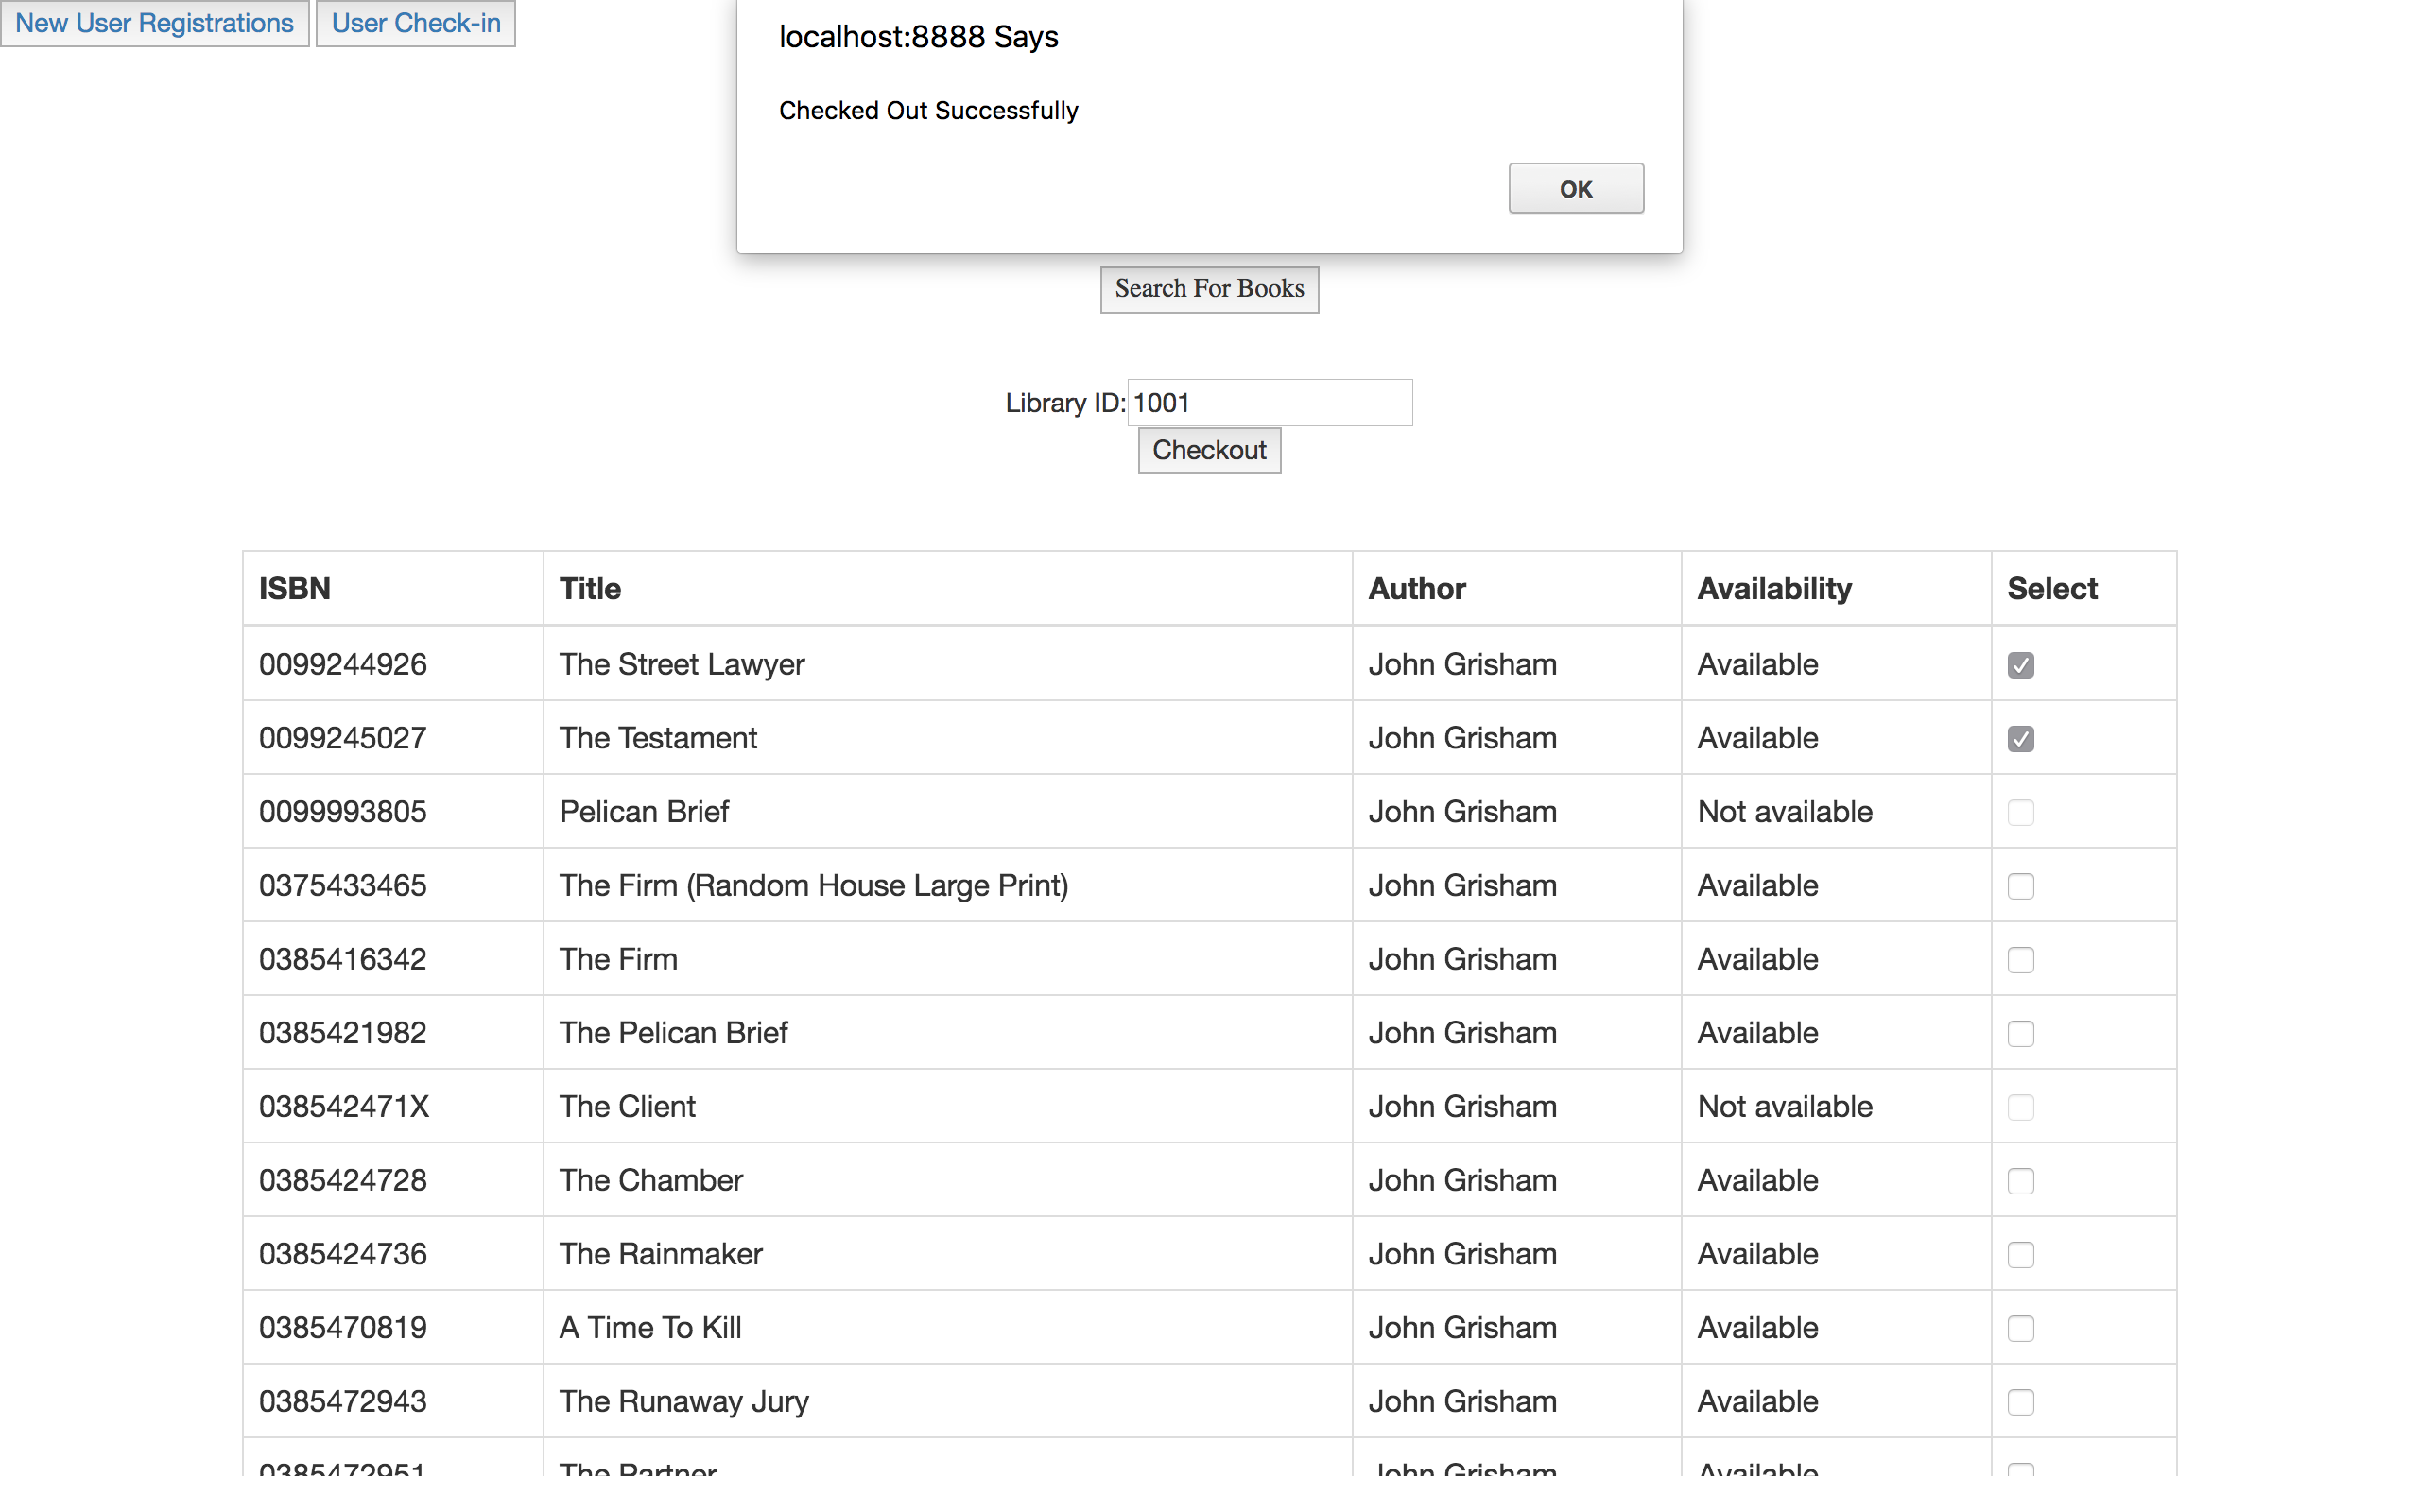 New User Registrations User Check-in
localhost:8888 Says
Checked Out Successfully
OK
Search For Books
Library ID: 1001
Checkout
ISBN Title Author Availability Select
0099244926 The Street Lawyer John Grisham Available
0099245027 The Testament John Grisham Available
0099993805 Pelican Brief John Grisham Not available
0375433465 The Firm (Random House Large Print) John Grisham Available
0385416342 The Firm John Grisham Available
0385421982 The Pelican Brief John Grisham Available
038542471X The Client John Grisham Not available
0385424728 The Chamber John Grisham Available
0385424736 The Rainmaker John Grisham Available
0385470819 A Time To Kill John Grisham Available
0385472943 The Runaway Jury John Grisham Available
0385472951 The Partner John Grisham Available